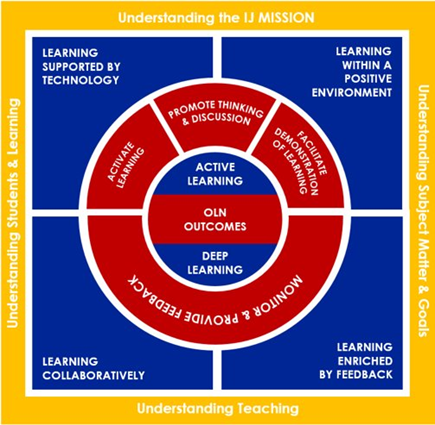 Understanding the IJ MISSION
LEARNING
SUPPORTED BY
TECHNOLOGY
LEARNING
WITHIN A
POSITIVE
ENVIRONMENT
Understanding Students & Learning
Understanding Subject Matter & Goals
ACTIVATE
LEARNING
PROMOTE THINKING
& DISCUSSION
FACILITATE
DEMONSTRATION
OF LEARNING
ACTIVE
LEARNING
OLN
OUTCOMES
DEEP
LEARNING
MONITOR & PROVIDE FEEDBACK
LEARNING
COLLABORATIVELY
LEARNING
ENRICHED
BY FEEDBACK
Understanding Teaching